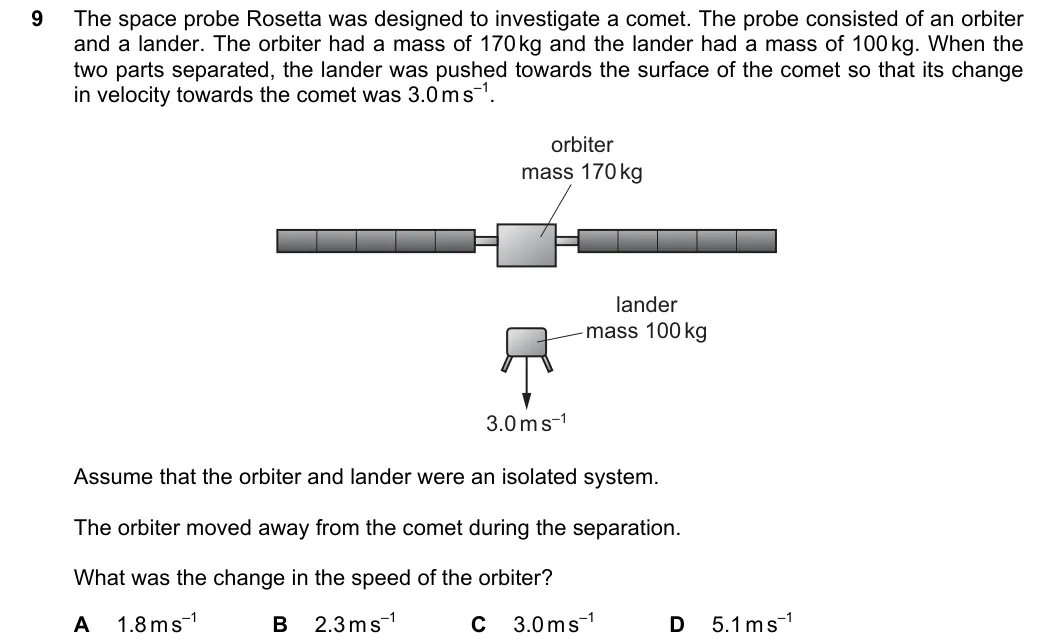 9 The space probe Rosetta was designed to investigate a comet. The probe consisted of an orbiter
and a lander. The orbiter had a mass of 170 kg and the lander had a mass of 100 kg. When the
two parts separated, the lander was pushed towards the surface of the comet so that its change
in velocity towards the comet was 3.0 m s⁻¹.
orbiter
mass 170 kg
lander
mass 100 kg
3.0 m s⁻¹
Assume that the orbiter and lander were an isolated system.
The orbiter moved away from the comet during the separation.
What was the change in the speed of the orbiter?
A 1.8 m s⁻¹ B 2.3 m s⁻¹ C 3.0 m s⁻¹ D 5.1 m s⁻¹